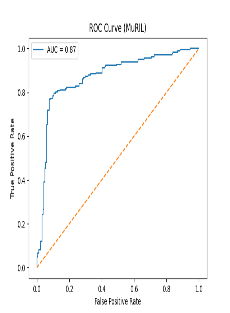 ROC Curve (MuRIL)
AUC = 0.87
True Positive Rate
1.0
0.8
0.6
0.4
0.2
0.0
0.0 0.2 0.4 0.6 0.8 1.0
False Positive Rate